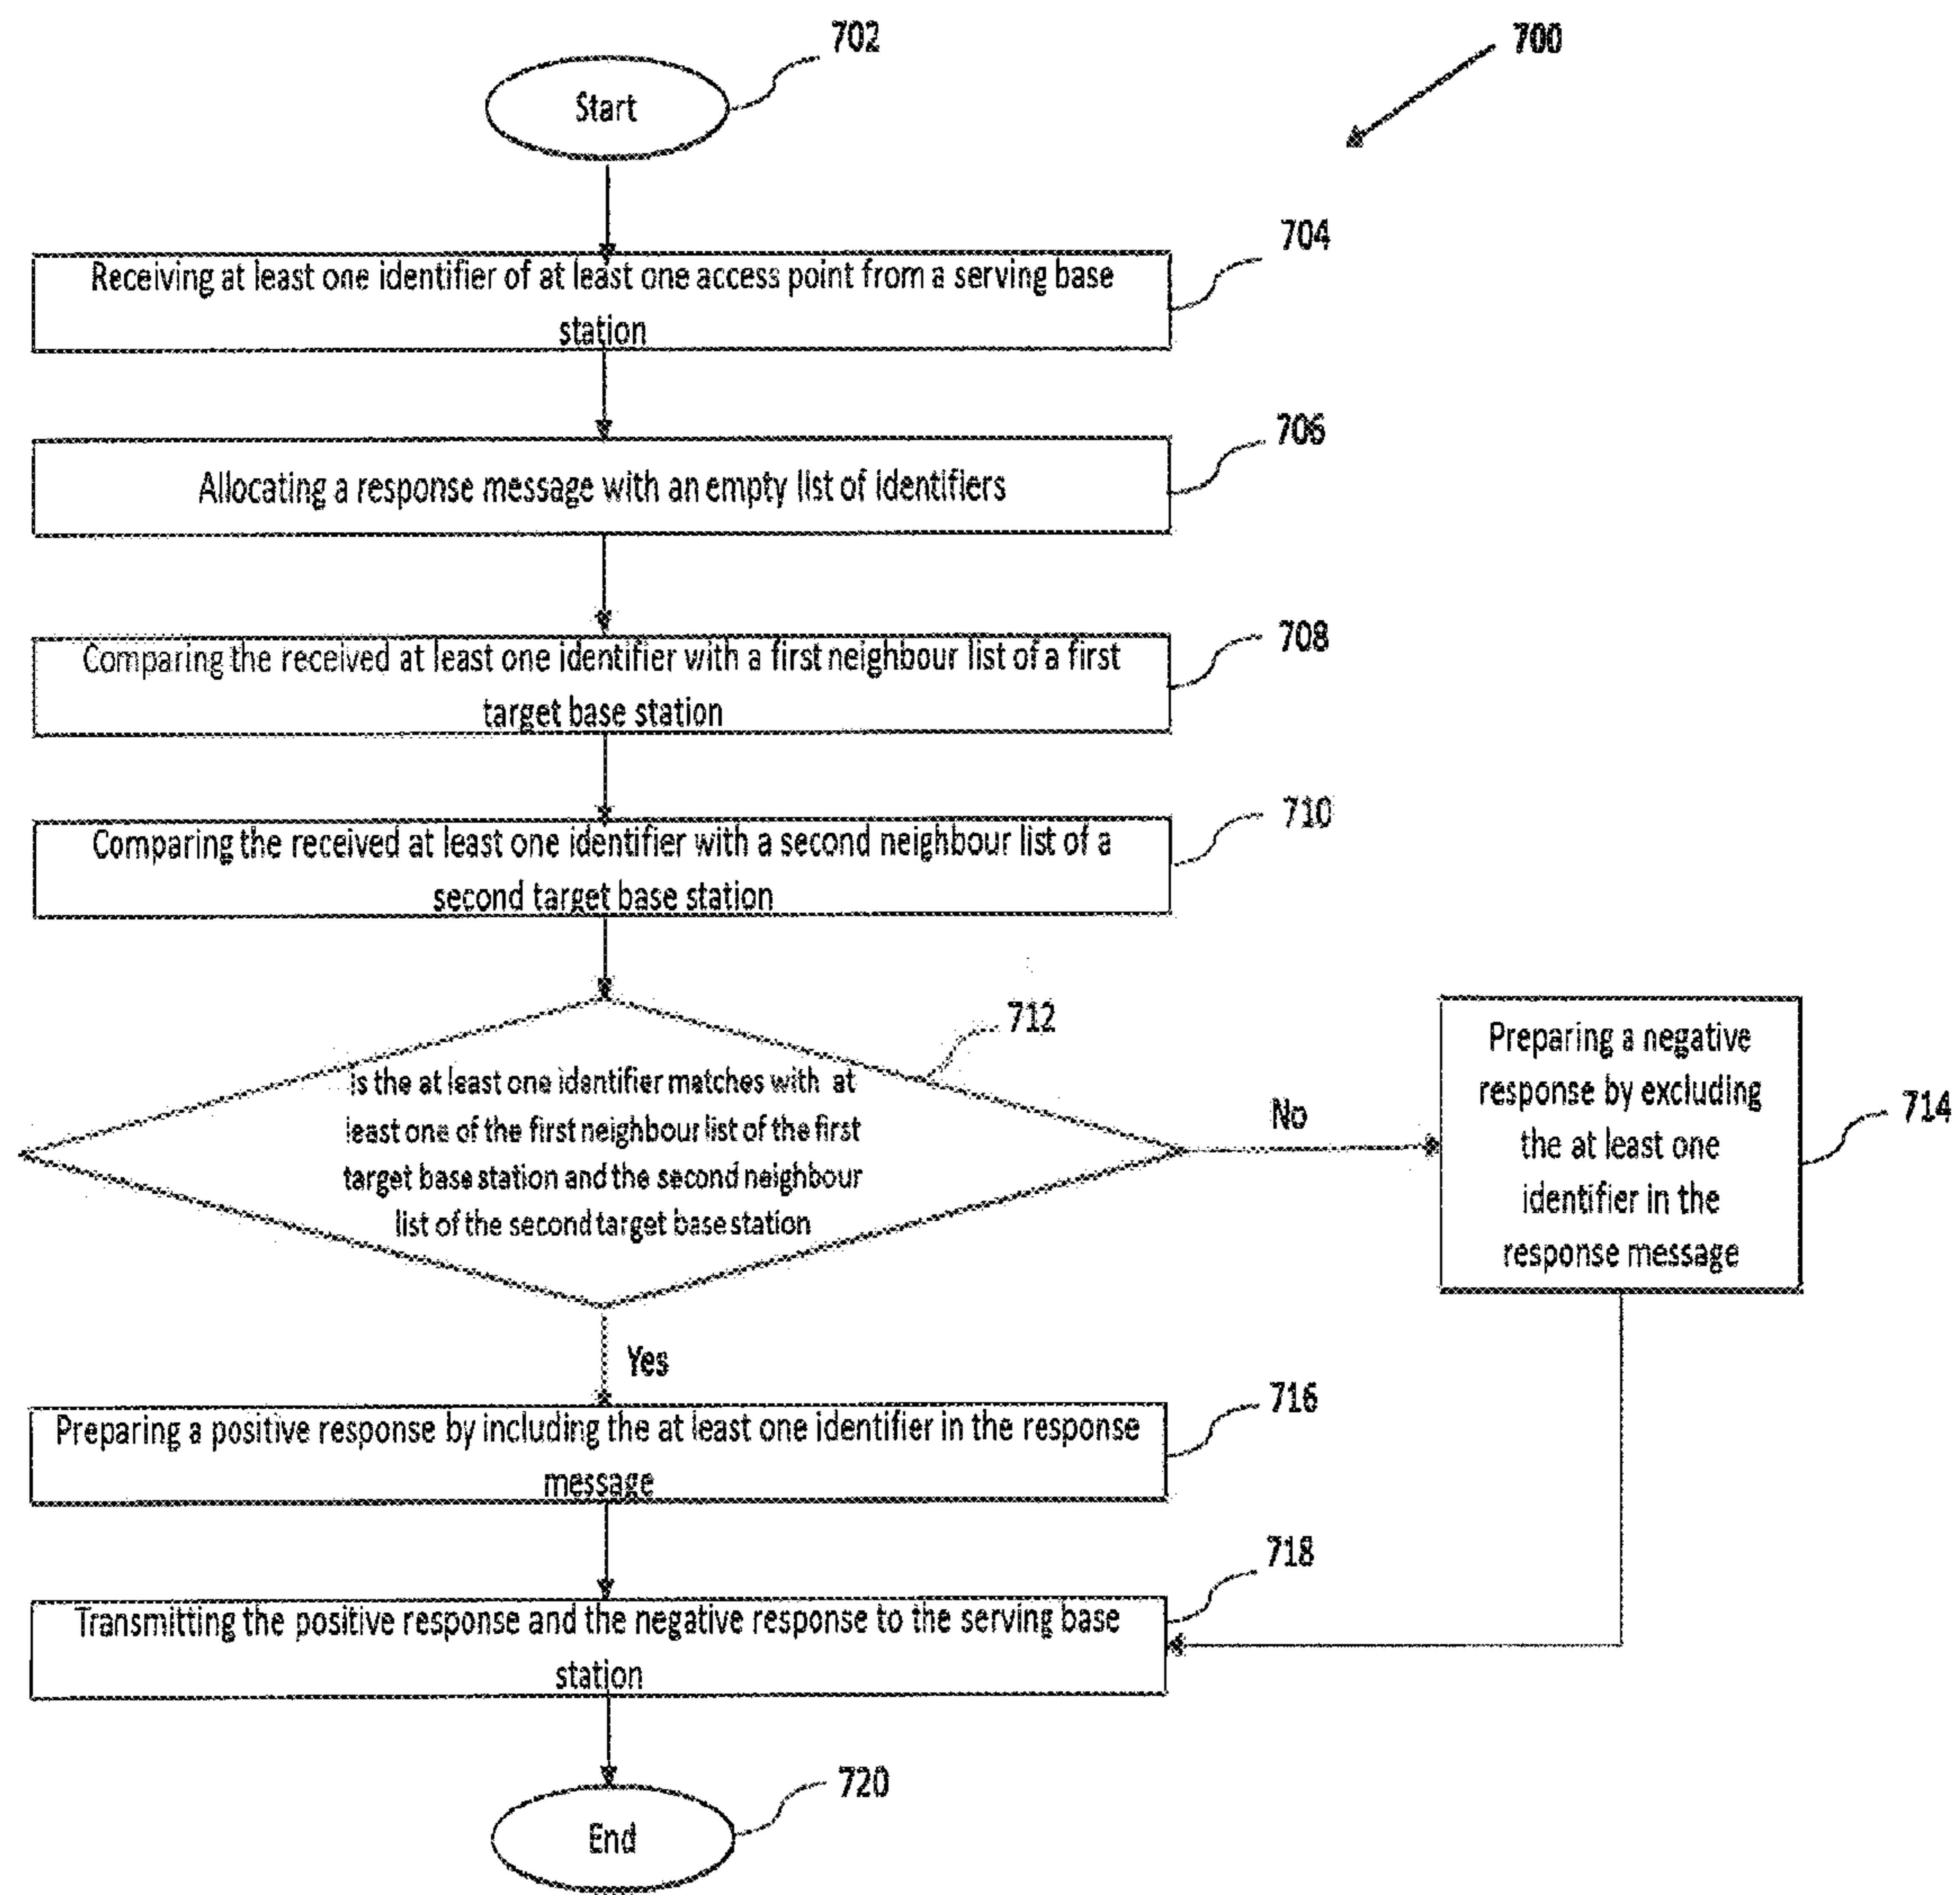 702
700
Start
704
Receiving at least one identifier of at least one access point from a serving base
station
706
Allocating a response message with an empty list of identifiers
708
Comparing the received at least one identifier with a first neighbour list of a first
target base station
710
Comparing the received at least one identifier with a second neighbour list of a
second target base station
712
is the at least one identifier matches with at
least one of the first neighbour list of the first
target base station and the second neighbour
list of the second target base station
No
Preparing a negative
response by excluding
the at least one
identifier in the
response message
714
Yes
716
Preparing a positive response by including the at least one identifier in the response
message
718
Transmitting the positive response and the negative response to the serving base
station
720
End